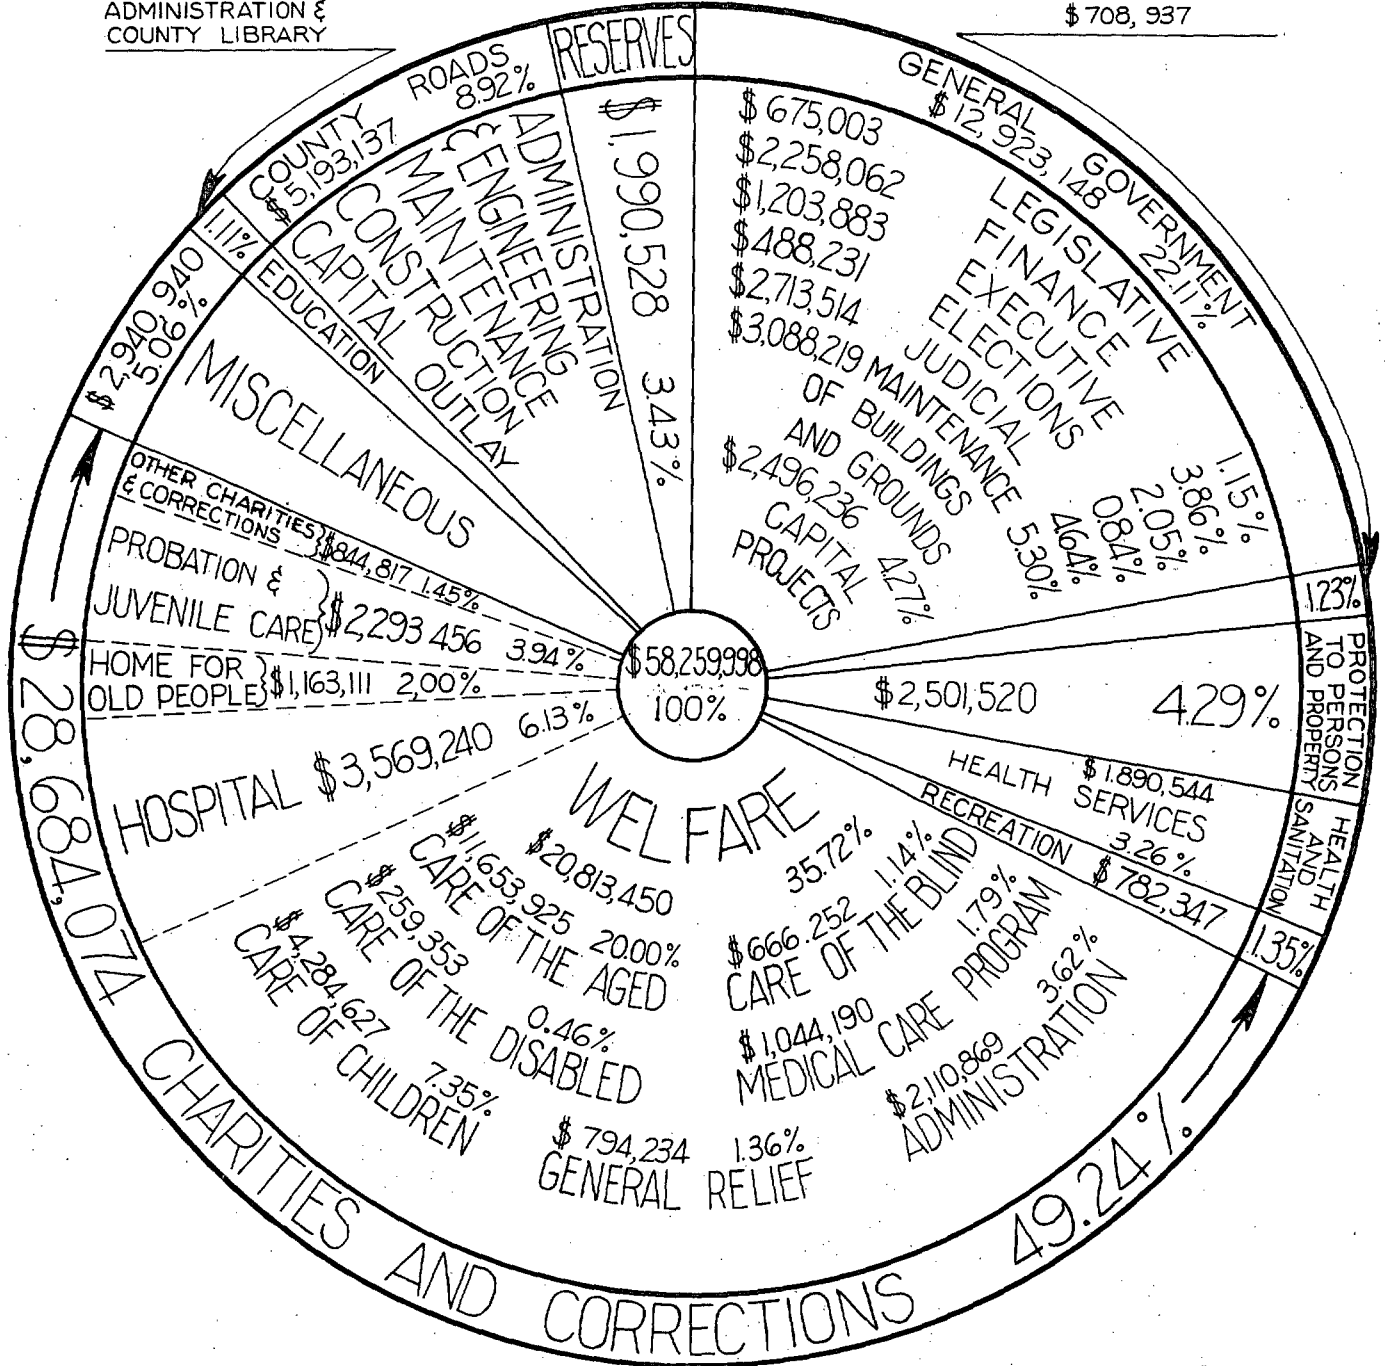 ADMINISTRATION &
COUNTY LIBRARY
$708,937
RESERVES
$1,990,528 3.43%
GENERAL GOVERNMENT
$12,923,148 22.11%
$675,003 LEGISLATIVE 1.15%
$2,258,062 FINANCE 3.86%
$1,203,883 EXECUTIVE 2.05%
$488,231 ELECTIONS 0.84%
$2,713,514 JUDICIAL 4.64%
$3,088,219 MAINTENANCE 5.30%
OF BUILDINGS
AND GROUNDS
$2,496,236 4.27%
CAPITAL
PROJECTS
1.23%
PROTECTION
TO PERSONS
AND PROPERTY
$2,501,520 4.29%
HEALTH
AND
SANITATION
HEALTH SERVICES
$1.890,544
3.26%
RECREATION $782,347
1.35%
COUNTY ROADS
$5,193,137 8.92%
ADMINISTRATION
& ENGINEERING
MAINTENANCE
CONSTRUCTION
CAPITAL OUTLAY
1.11% EDUCATION
$2,940,940
5.06%
MISCELLANEOUS
OTHER CHARITIES
& CORRECTIONS } $844,817 1.45%
PROBATION &
JUVENILE CARE } $2,293 456 3.94%
HOME FOR
OLD PEOPLE } $1,163,111 2.00%
HOSPITAL $3,569,240 6.13%
$58,259,998
100%
WELFARE
$20,813,450 35.72%
$11,653,925 20.00%
CARE OF THE AGED
$259,353 0.46%
CARE OF THE DISABLED
$4,284,627 7.35%
CARE OF CHILDREN
$794,234 1.36%
GENERAL RELIEF
$666.252 1.14%
CARE OF THE BLIND
$1,044,190 1.79%
MEDICAL CARE PROGRAM
$2,110,869 3.62%
ADMINISTRATION
$28,684,074 CHARITIES AND CORRECTIONS 49.24%